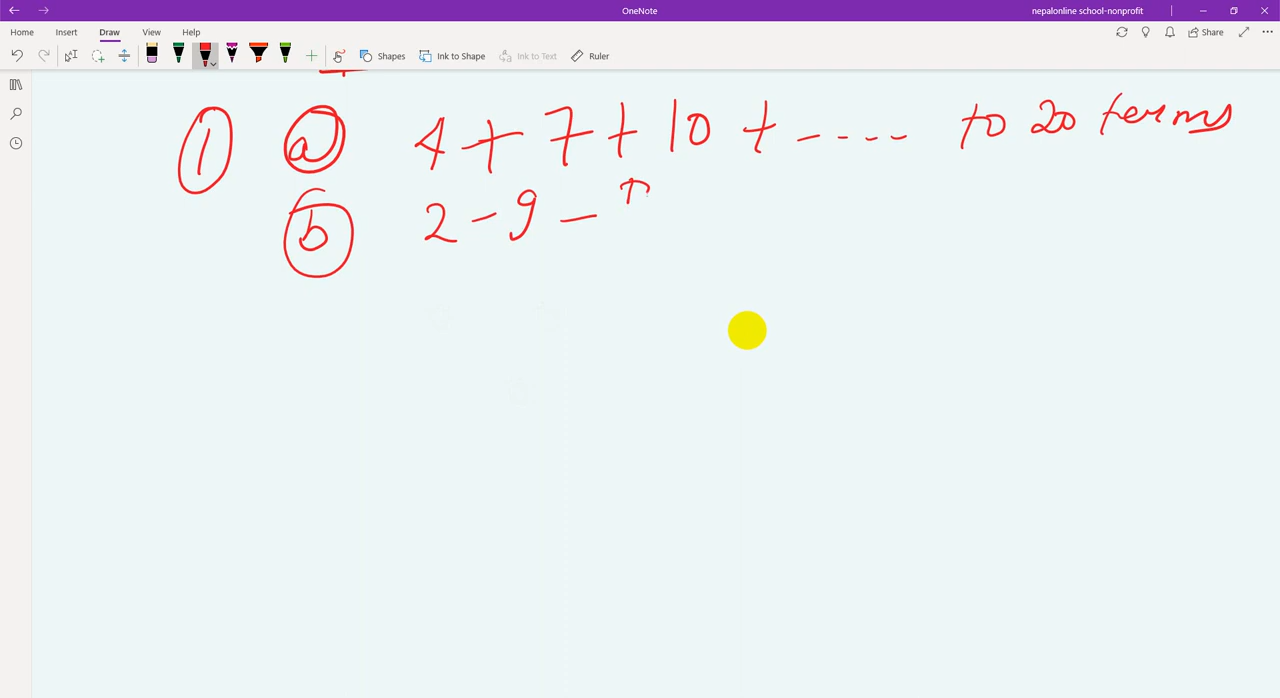 OneNote
nepalonline school-nonprofit
Home Insert Draw View Help
Share
Shapes Ink to Shape Ink to Text Ruler
1 a 4 + 7 + 10 + ---- to 20 terms
b 2 - 9 -